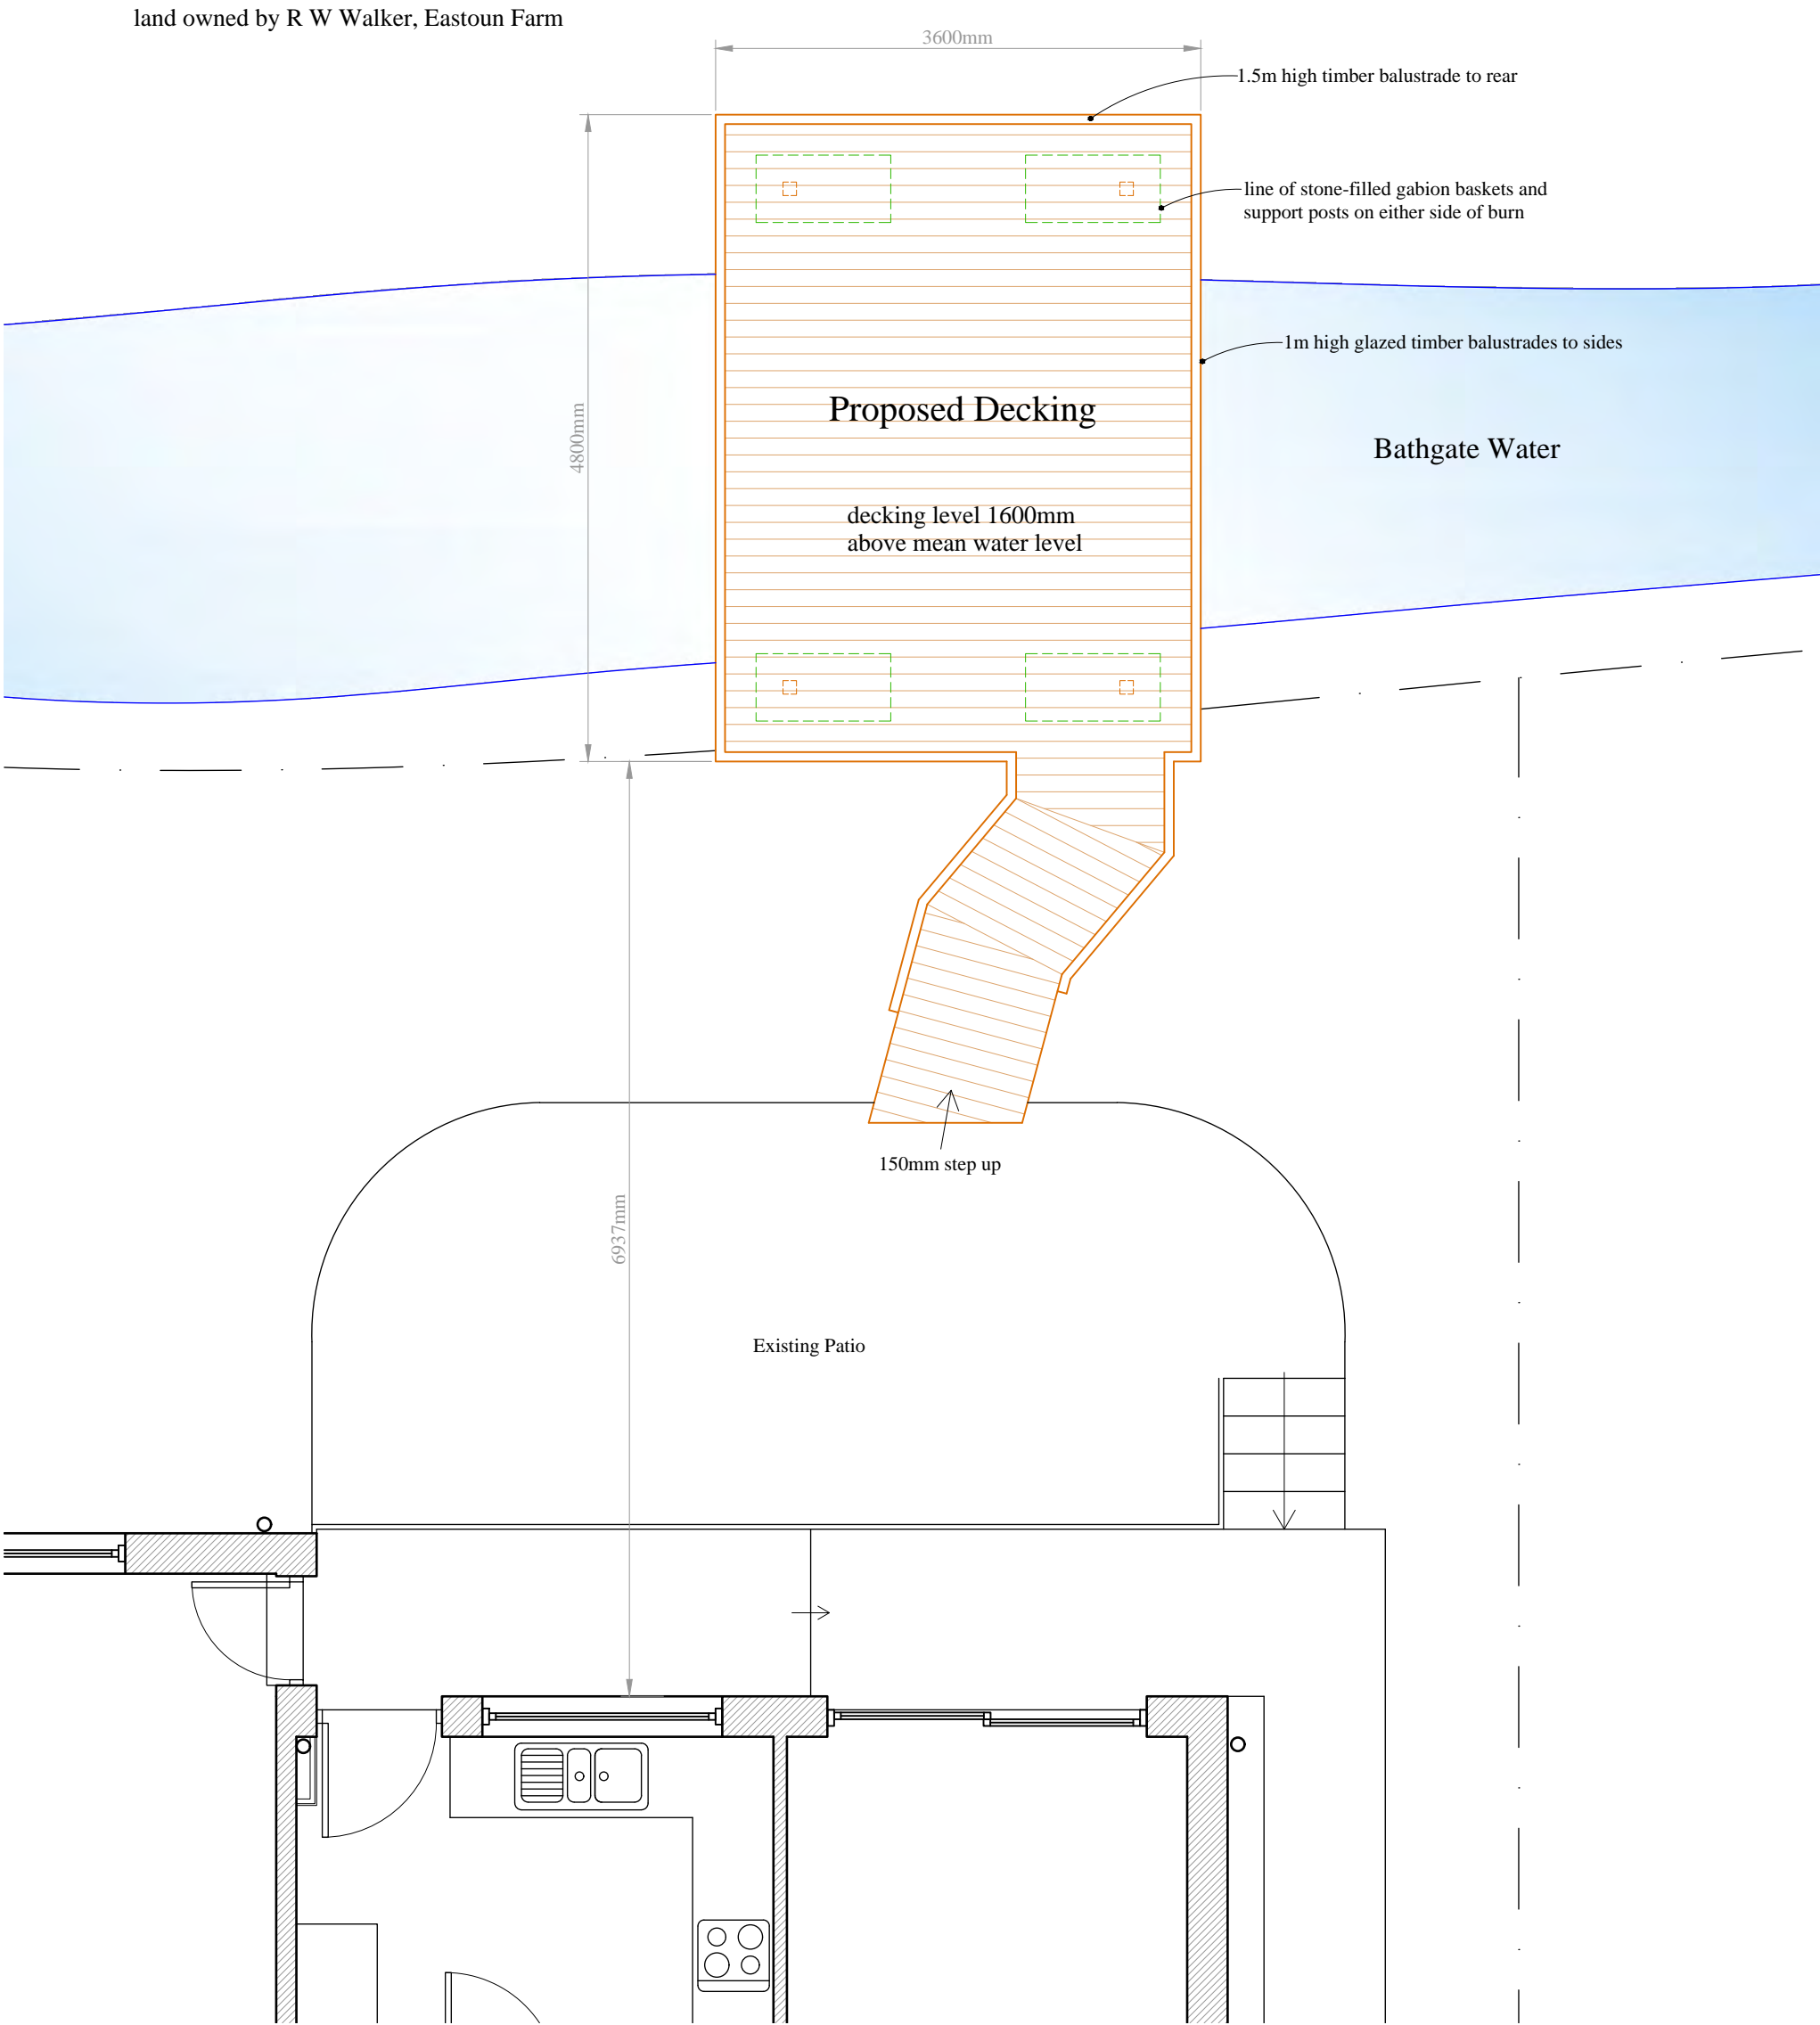 land owned by R W Walker, Eastoun Farm
3600mm
1.5m high timber balustrade to rear
line of stone-filled gabion baskets and
support posts on either side of burn
1m high glazed timber balustrades to sides
4800mm
Proposed Decking
Bathgate Water
decking level 1600mm
above mean water level
150mm step up
6937mm
Existing Patio